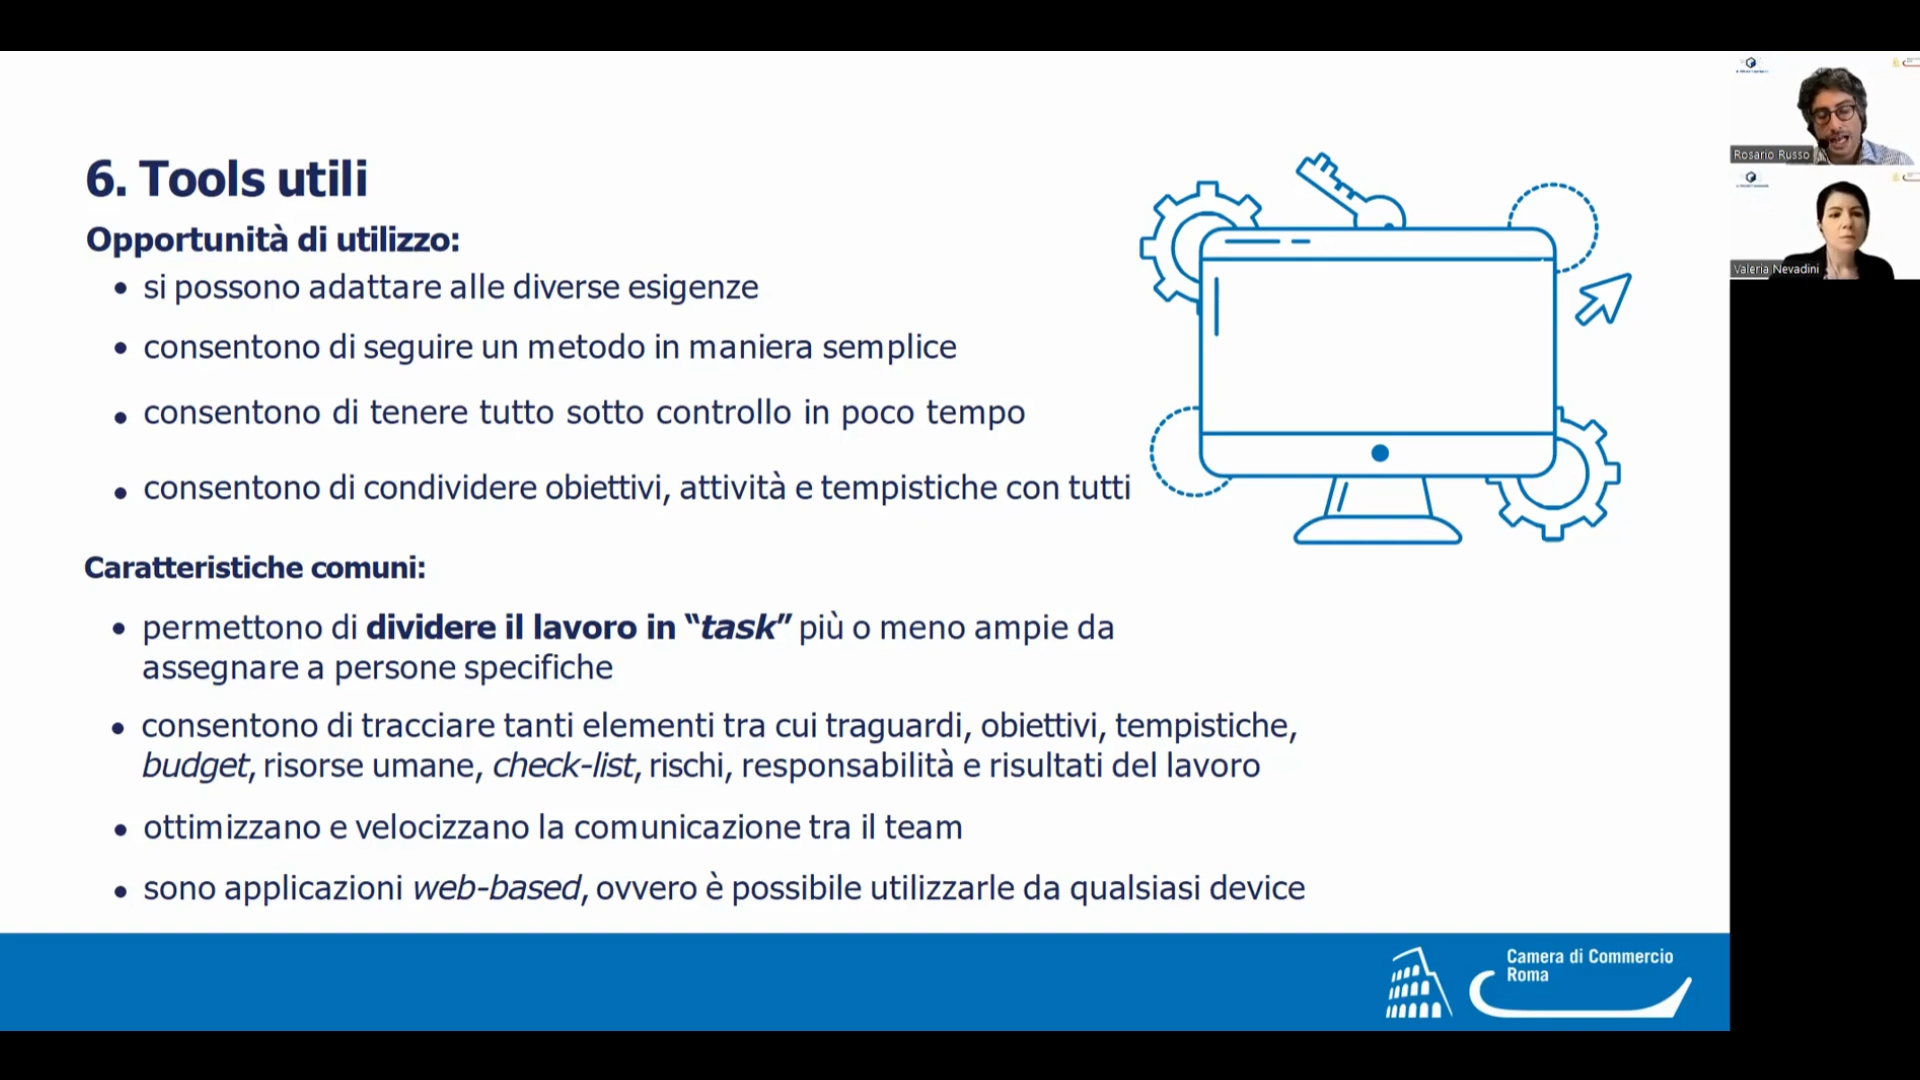 6. Tools utili
Opportunità di utilizzo:
• si possono adattare alle diverse esigenze
• consentono di seguire un metodo in maniera semplice
• consentono di tenere tutto sotto controllo in poco tempo
• consentono di condividere obiettivi, attività e tempistiche con tutti
Caratteristiche comuni:
• permettono di dividere il lavoro in “task” più o meno ampie da
assegnare a persone specifiche
• consentono di tracciare tanti elementi tra cui traguardi, obiettivi, tempistiche,
budget, risorse umane, check-list, rischi, responsabilità e risultati del lavoro
• ottimizzano e velocizzano la comunicazione tra il team
• sono applicazioni web-based, ovvero è possibile utilizzarle da qualsiasi device
Camera di Commercio
Roma
Rosario Russo
Valeria Nevadini